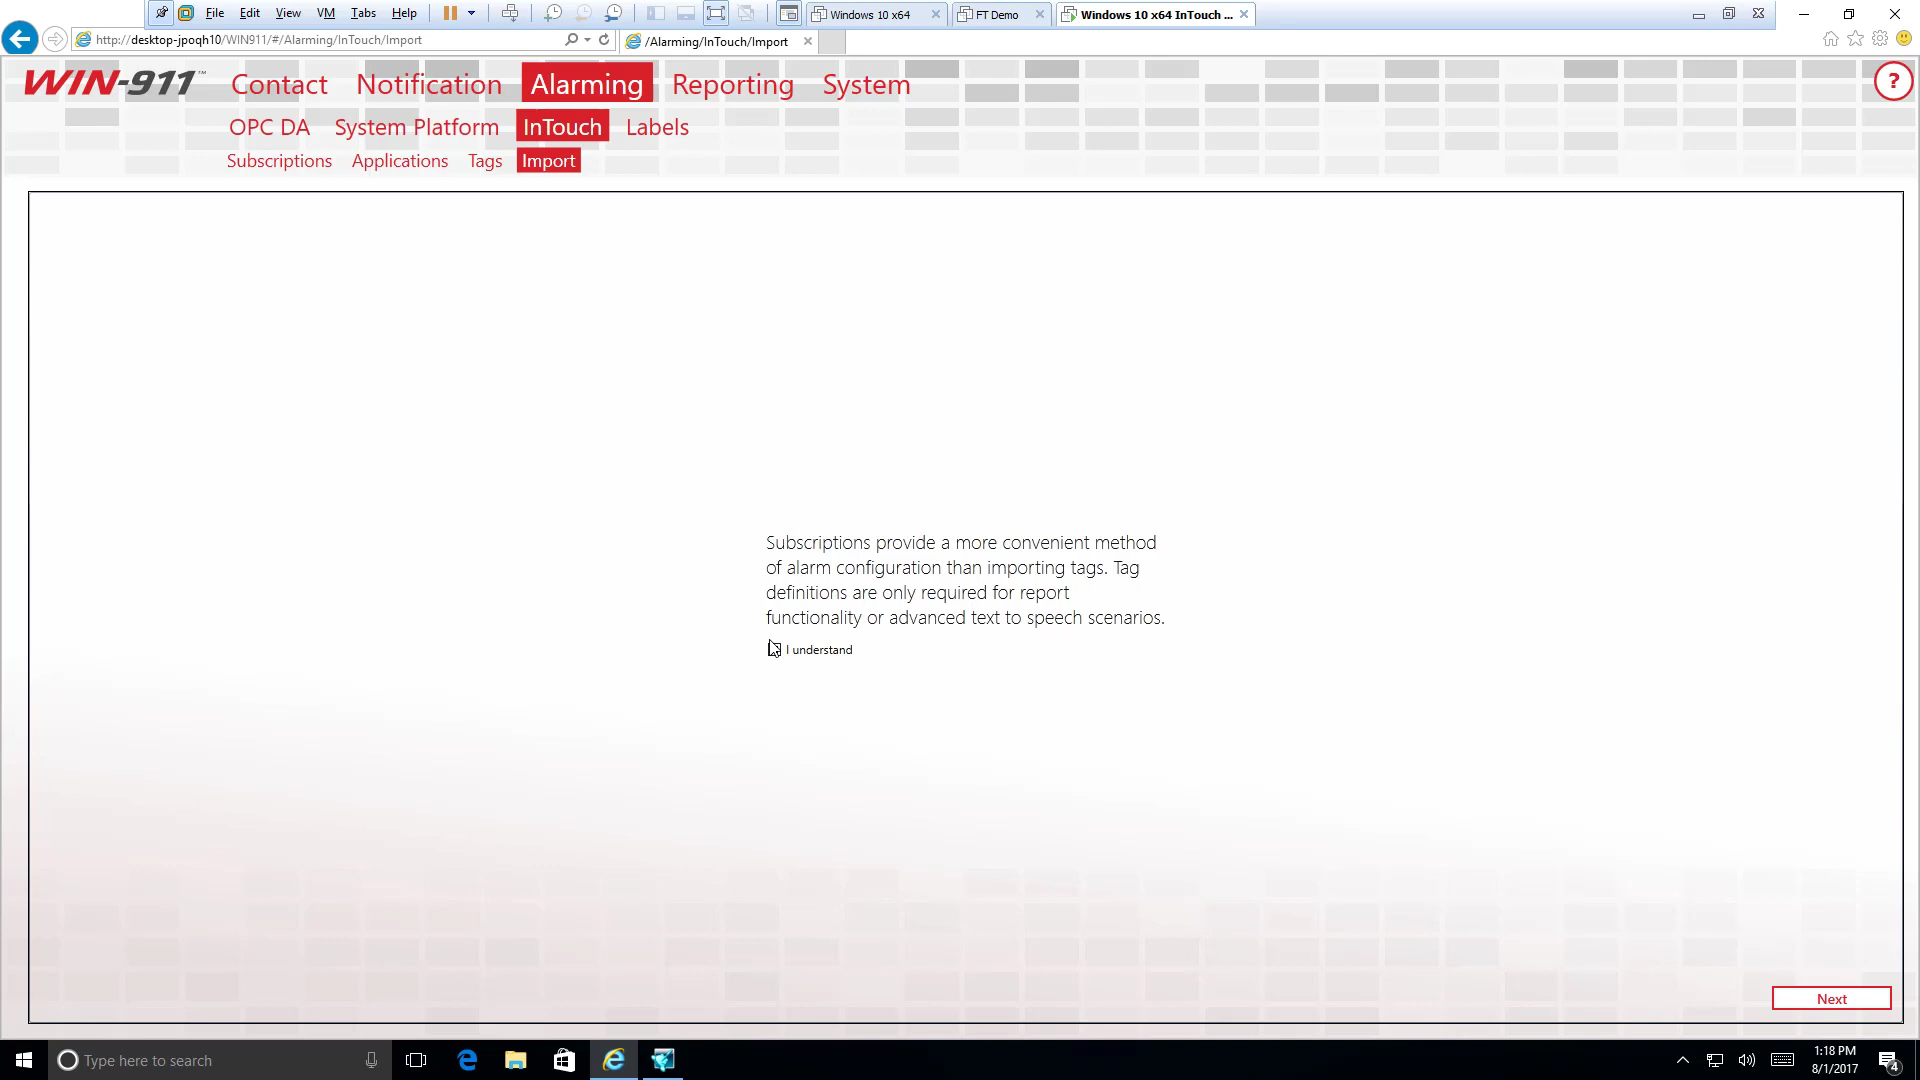 File Edit View VM Tabs Help
Windows 10 x64
FT Demo
Windows 10 x64 InTouch ...
http://desktop-jpoqh10/WIN911/#/Alarming/InTouch/Import
/Alarming/InTouch/Import
WIN-911™
Contact Notification Alarming Reporting System
?
OPC DA System Platform InTouch Labels
Subscriptions Applications Tags Import
Subscriptions provide a more convenient method
of alarm configuration than importing tags. Tag
definitions are only required for report
functionality or advanced text to speech scenarios.
I understand
Next
Type here to search
1:18 PM
8/1/2017
4